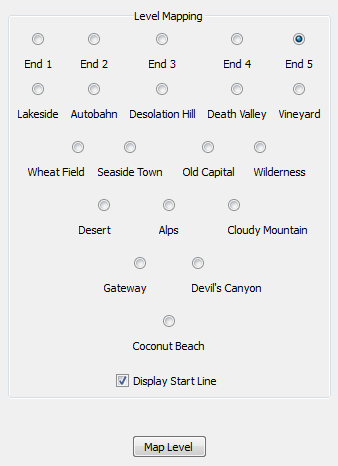 Level Mapping
End 1 End 2 End 3 End 4 End 5
Lakeside Autobahn Desolation Hill Death Valley Vineyard
Wheat Field Seaside Town Old Capital Wilderness
Desert Alps Cloudy Mountain
Gateway Devil's Canyon
Coconut Beach
Display Start Line
Map Level